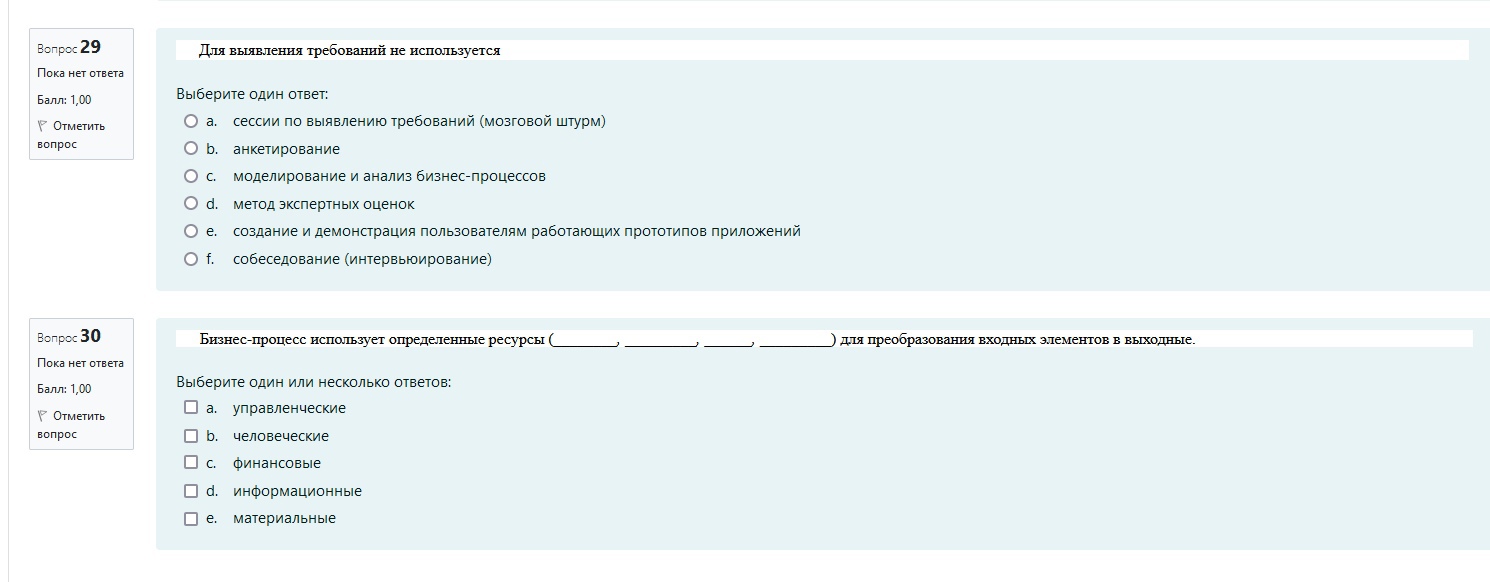 Вопрос 29
Пока нет ответа
Балл: 1,00
Отметить
вопрос
Для выявления требований не используется
Выберите один ответ:
a. сессии по выявлению требований (мозговой штурм)
b. анкетирование
c. моделирование и анализ бизнес-процессов
d. метод экспертных оценок
e. создание и демонстрация пользователям работающих прототипов приложений
f. собеседование (интервьюирование)
Вопрос 30
Пока нет ответа
Балл: 1,00
Отметить
вопрос
Бизнес-процесс использует определенные ресурсы (________, _________, ______, _________) для преобразования входных элементов в выходные.
Выберите один или несколько ответов:
a. управленческие
b. человеческие
c. финансовые
d. информационные
e. материальные